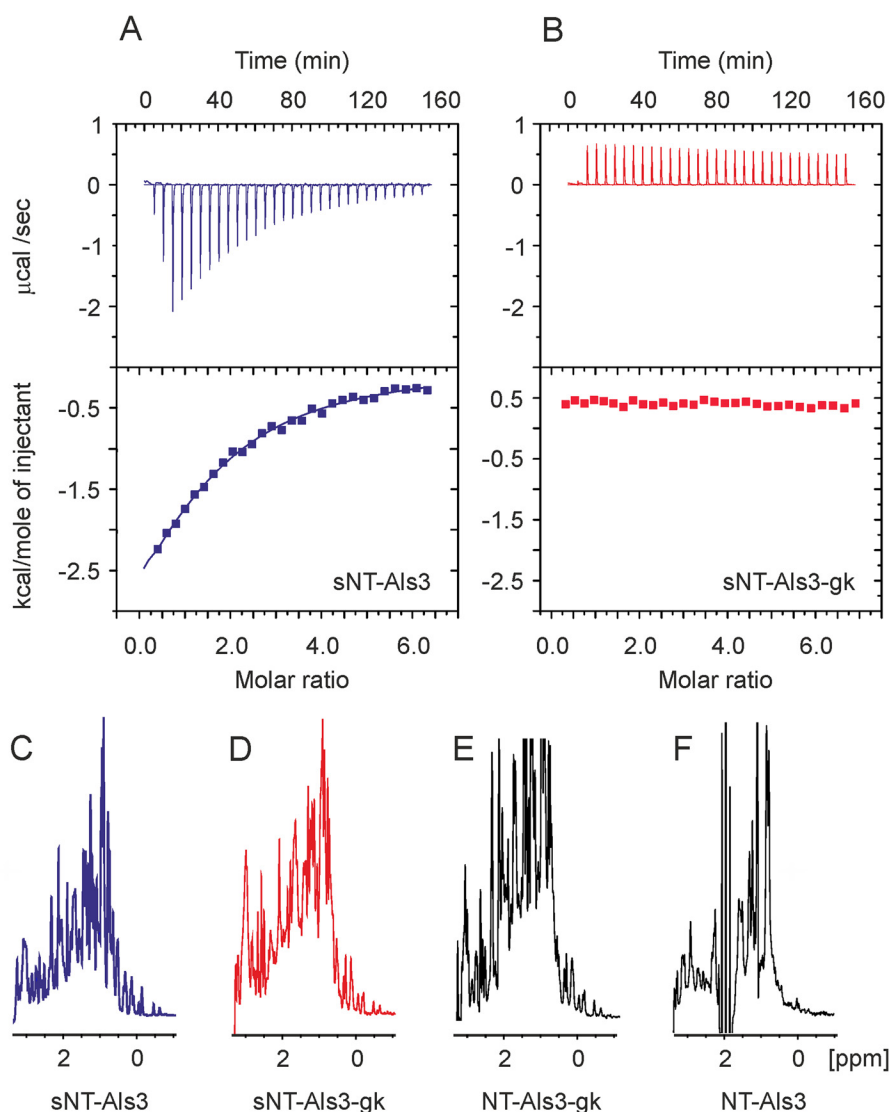 A B
Time (min) Time (min)
0 40 80 120 160 0 40 80 120 160
1 1
0 0
-1 -1
-2 -2
μcal /sec
-0.5 0.5
-1.5 -0.5
-2.5 -1.5
-2.5
kcal/mole of injectant
sNT-Als3 sNT-Als3-gk
0.0 2.0 4.0 6.0 0.0 2.0 4.0 6.0
Molar ratio Molar ratio
C D E F
2 0 2 0 2 0 2 0 [ppm]
sNT-Als3 sNT-Als3-gk NT-Als3-gk NT-Als3